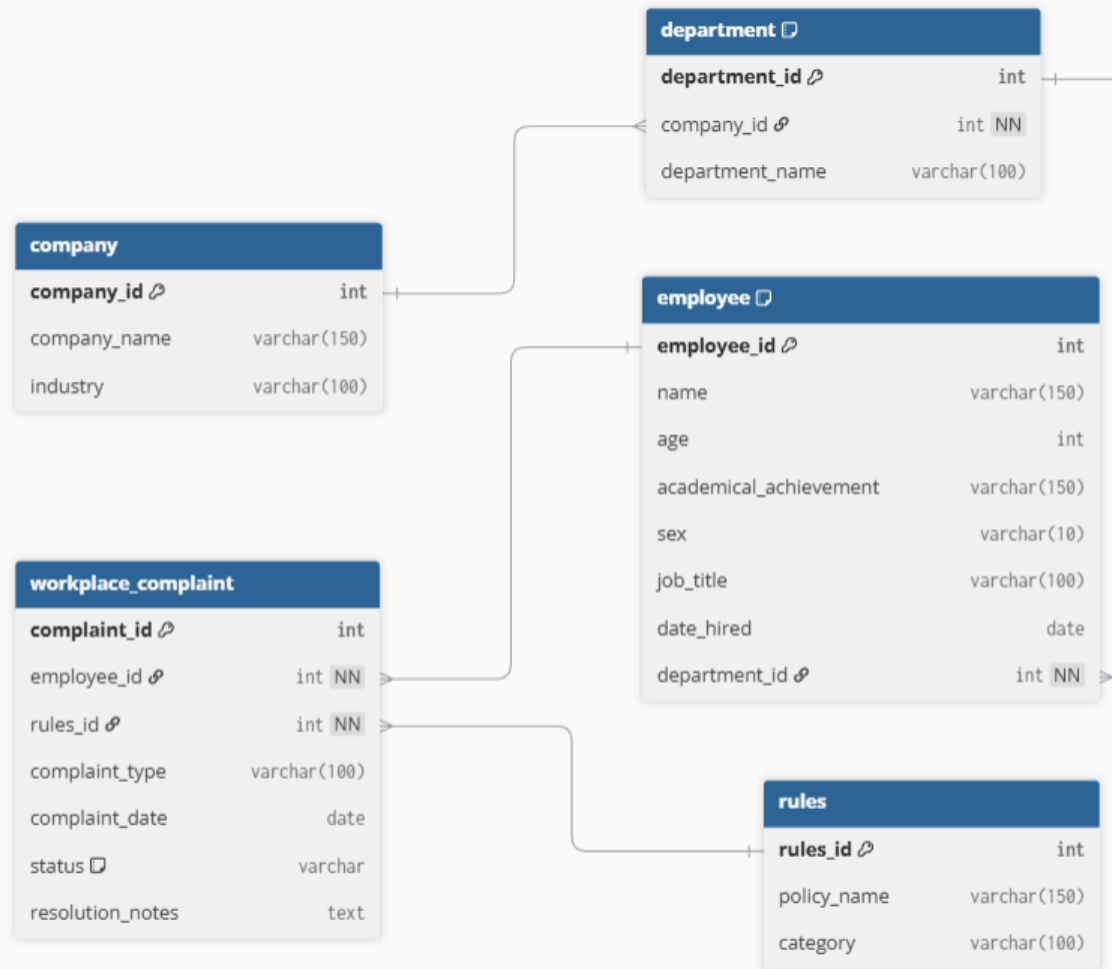 department
department_id int
company_id int NN
department_name varchar(100)
company
company_id int
company_name varchar(150)
industry varchar(100)
employee
employee_id int
name varchar(150)
age int
academical_achievement varchar(150)
sex varchar(10)
job_title varchar(100)
date_hired date
department_id int NN
workplace_complaint
complaint_id int
employee_id int NN
rules_id int NN
complaint_type varchar(100)
complaint_date date
status varchar
resolution_notes text
rules
rules_id int
policy_name varchar(150)
category varchar(100)